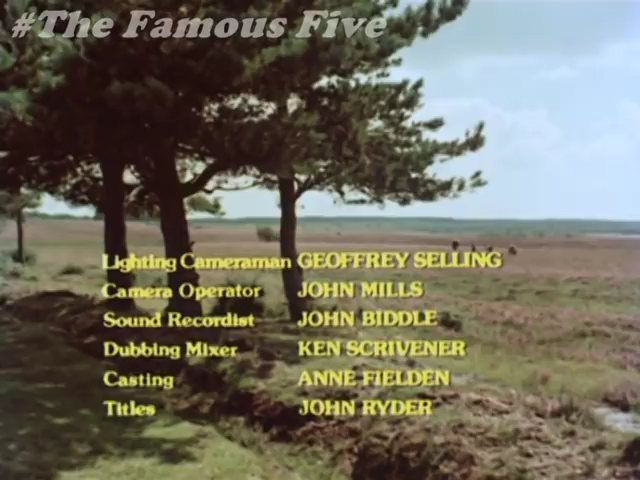 #The Famous Five
Lighting Cameraman GEOFFREY SELLING
Camera Operator JOHN MILLS
Sound Recordist JOHN BIDDLE
Dubbing Mixer KEN SCRIVENER
Casting ANNE FIELDEN
Titles JOHN RYDER